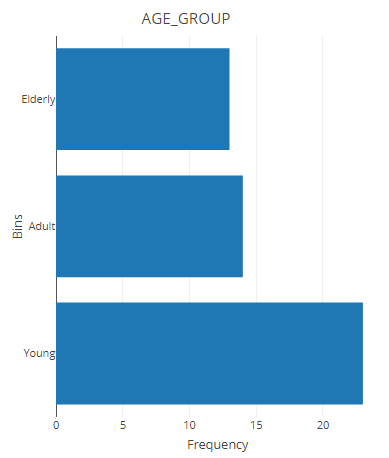 AGE_GROUP
Elderly
Adult
Young
Bins
0 5 10 15 20
Frequency